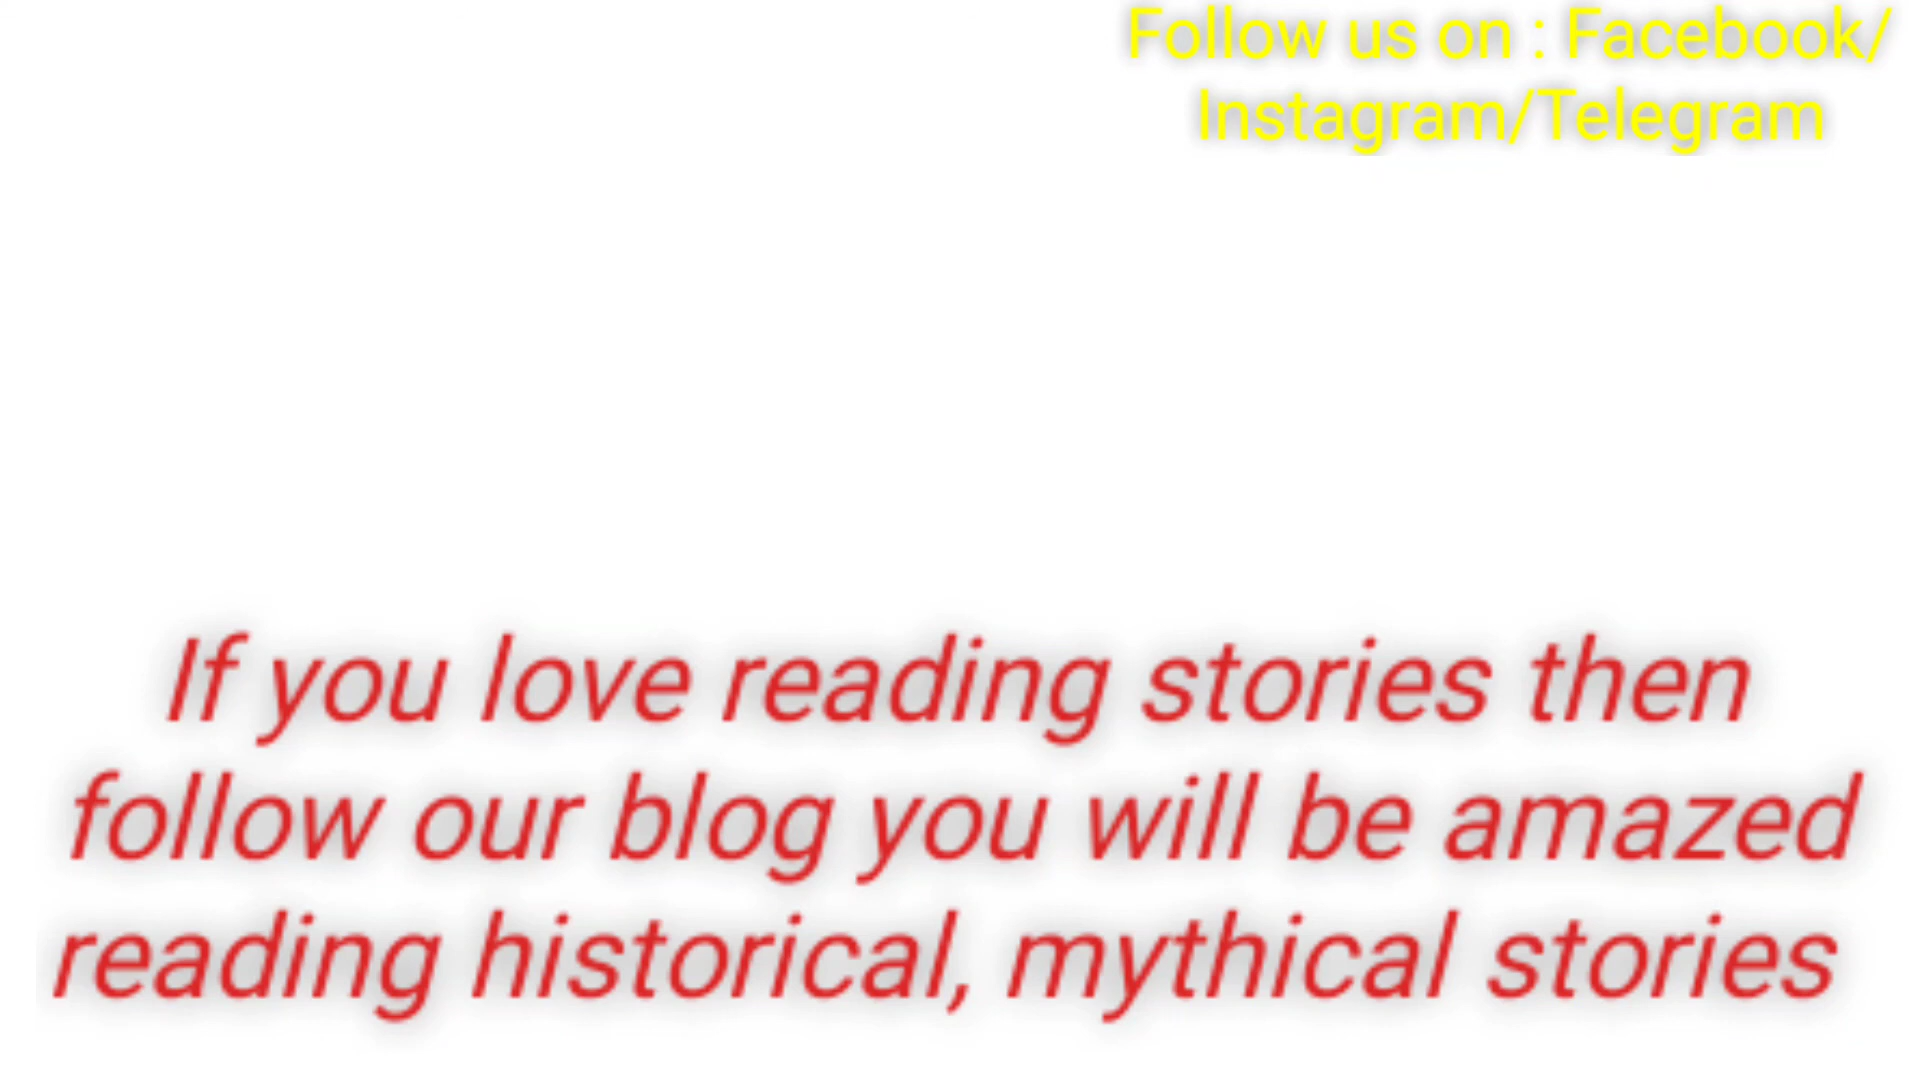 Follow us on : Facebook/
Instagram/Telegram
If you love reading stories then
follow our blog you will be amazed
reading historical, mythical stories